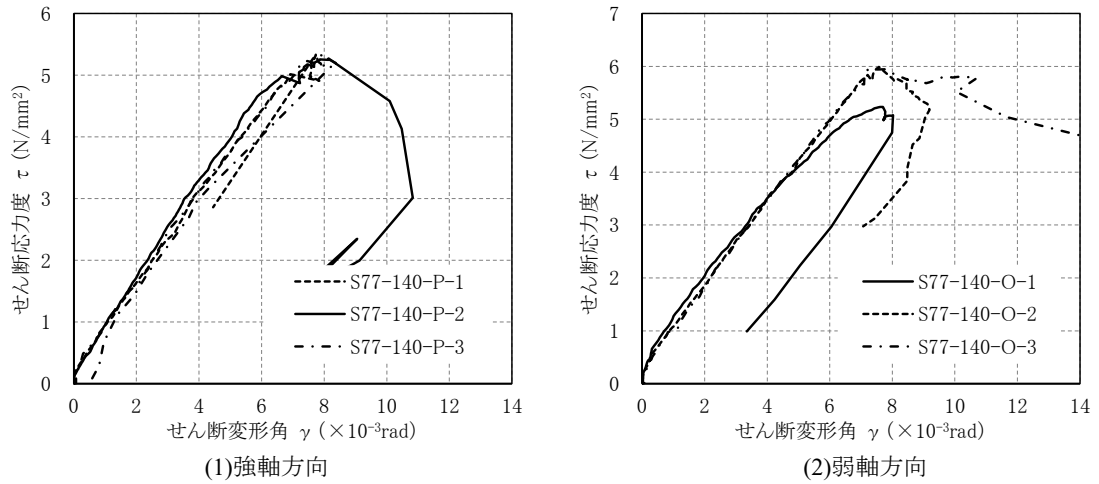 6
5
4
3
2
1
0
せん断応力度 τ (N/mm²)
S77-140-P-1
S77-140-P-2
S77-140-P-3
0 2 4 6 8 10 12 14
せん断変形角 γ (×10⁻³rad)
(1)強軸方向
7
6
5
4
3
2
1
0
せん断応力度 τ (N/mm²)
S77-140-O-1
S77-140-O-2
S77-140-O-3
0 2 4 6 8 10 12 14
せん断変形角 γ (×10⁻³rad)
(2)弱軸方向